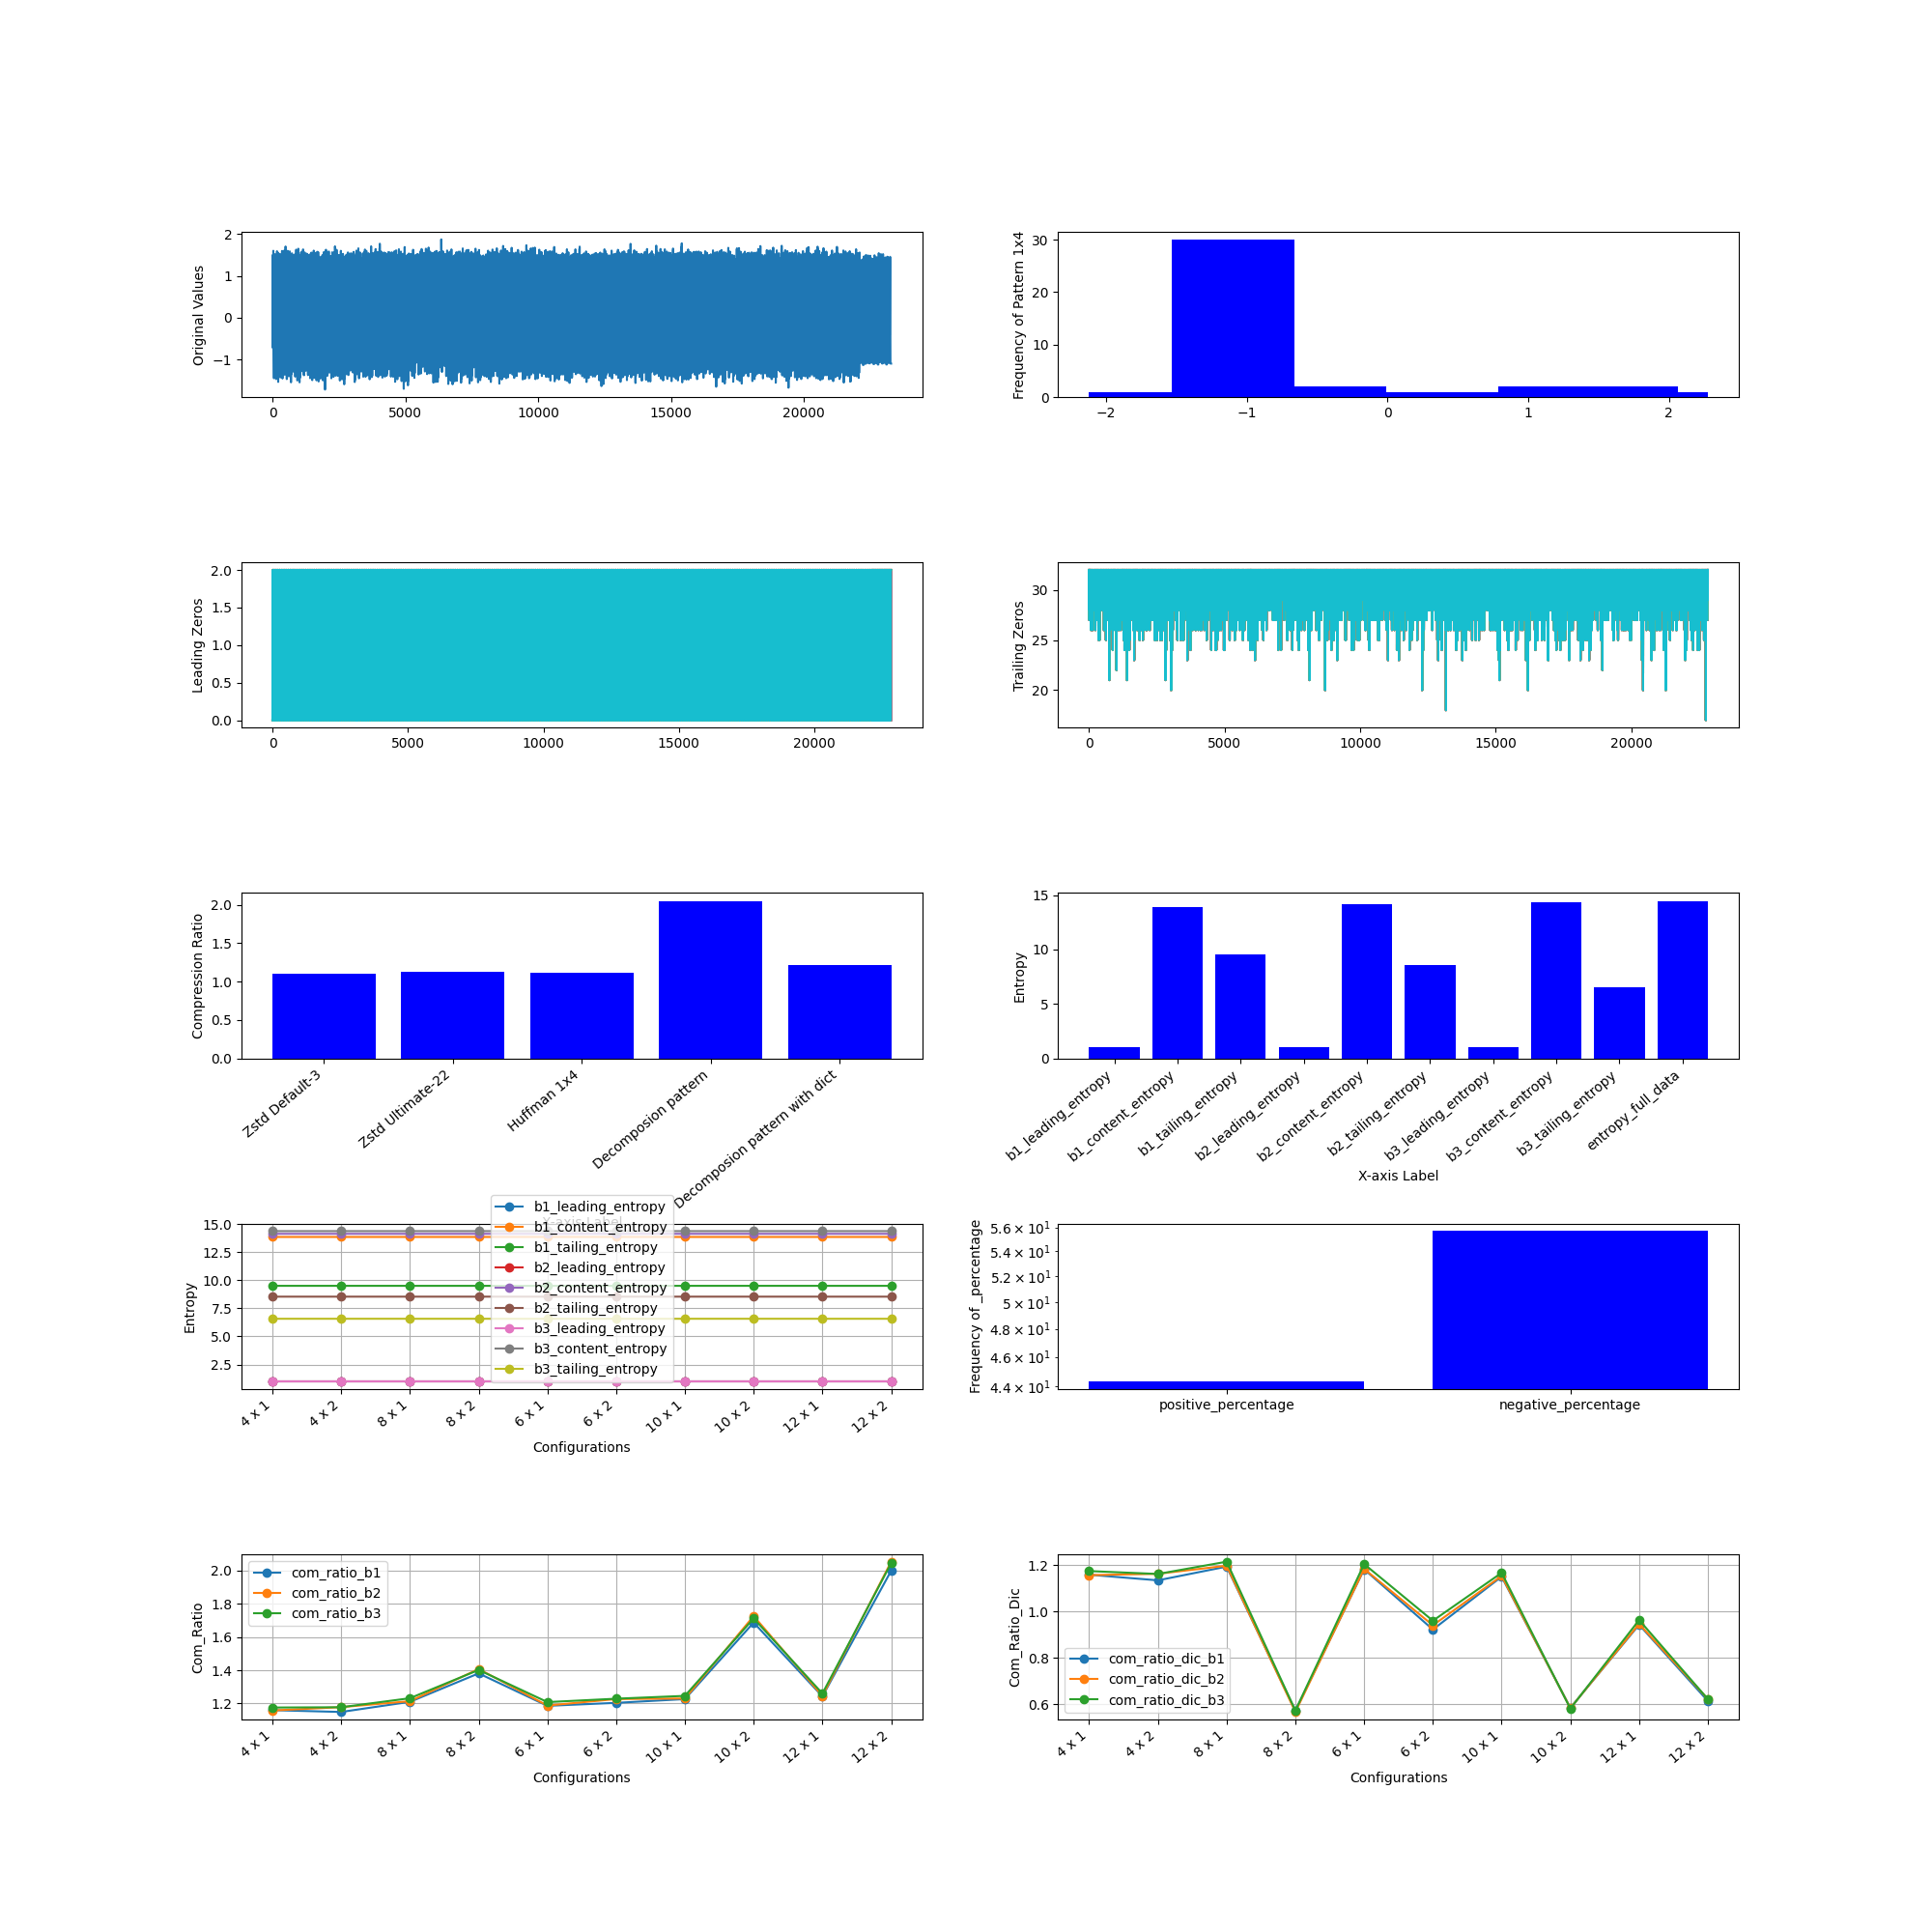 Original Values
2
1
0
−1
0 5000 10000 15000 20000
Frequency of Pattern 1x4
30
20
10
0
−2 −1 0 1 2
Leading Zeros
2.0
1.5
1.0
0.5
0.0
0 5000 10000 15000 20000
Trailing Zeros
30
25
20
0 5000 10000 15000 20000
Compression Ratio
2.0
1.5
1.0
0.5
0.0
Zstd Default-3
Zstd Ultimate-22
Huffman 1x4
Decomposion pattern
Decomposion pattern with dict
X-axis Label
Entropy
15
10
5
0
b1_leading_entropy
b1_content_entropy
b1_tailing_entropy
b2_leading_entropy
b2_content_entropy
b2_tailing_entropy
b3_leading_entropy
b3_content_entropy
b3_tailing_entropy
entropy_full_data
X-axis Label
Entropy
15.0
12.5
10.0
7.5
5.0
2.5
b1_leading_entropy
b1_content_entropy
b1_tailing_entropy
b2_leading_entropy
b2_content_entropy
b2_tailing_entropy
b3_leading_entropy
b3_content_entropy
b3_tailing_entropy
4 x 1
4 x 2
8 x 1
8 x 2
6 x 1
6 x 2
10 x 1
10 x 2
12 x 1
12 x 2
Configurations
Frequency of _percentage
5.6 × 10¹
5.4 × 10¹
5.2 × 10¹
5 × 10¹
4.8 × 10¹
4.6 × 10¹
4.4 × 10¹
positive_percentage negative_percentage
Com_Ratio
2.0
1.8
1.6
1.4
1.2
com_ratio_b1
com_ratio_b2
com_ratio_b3
4 x 1
4 x 2
8 x 1
8 x 2
6 x 1
6 x 2
10 x 1
10 x 2
12 x 1
12 x 2
Configurations
Com_Ratio_Dic
1.2
1.0
0.8
0.6
com_ratio_dic_b1
com_ratio_dic_b2
com_ratio_dic_b3
4 x 1
4 x 2
8 x 1
8 x 2
6 x 1
6 x 2
10 x 1
10 x 2
12 x 1
12 x 2
Configurations